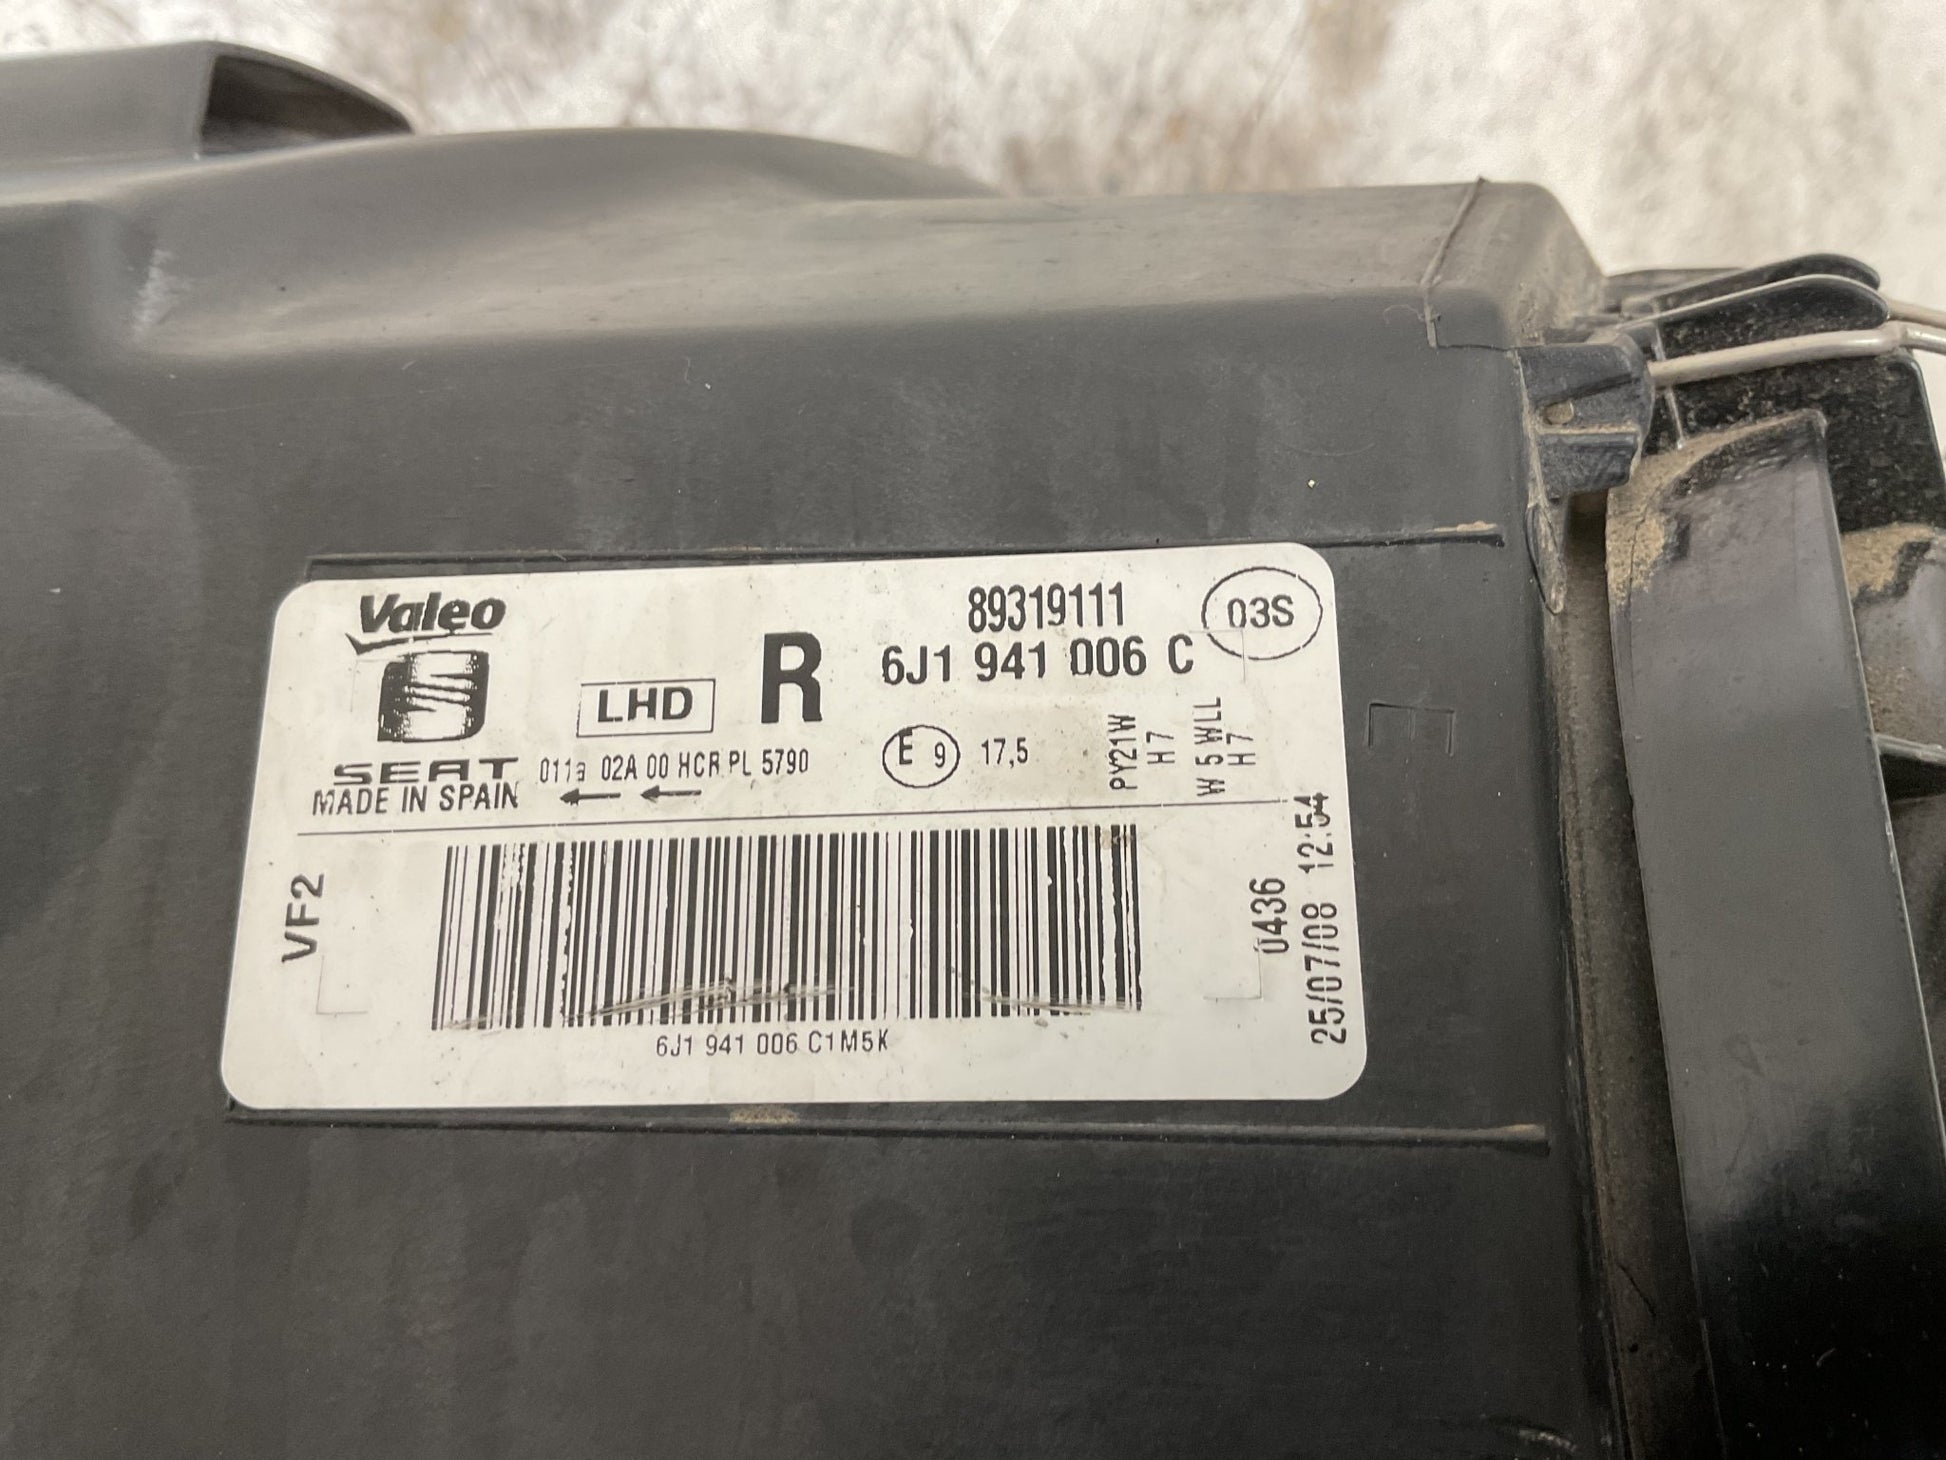 Valeo
89319111
03S
R
6J1 941 006 C
LHD
SEAT
MADE IN SPAIN
011a 02A 00 HCR PL 5790
E 9
17,5
PY21W
H7
W 5 WLL
H7
VF2
0436
25/07/08 12:54
6J1 941 006 C1M5K
E